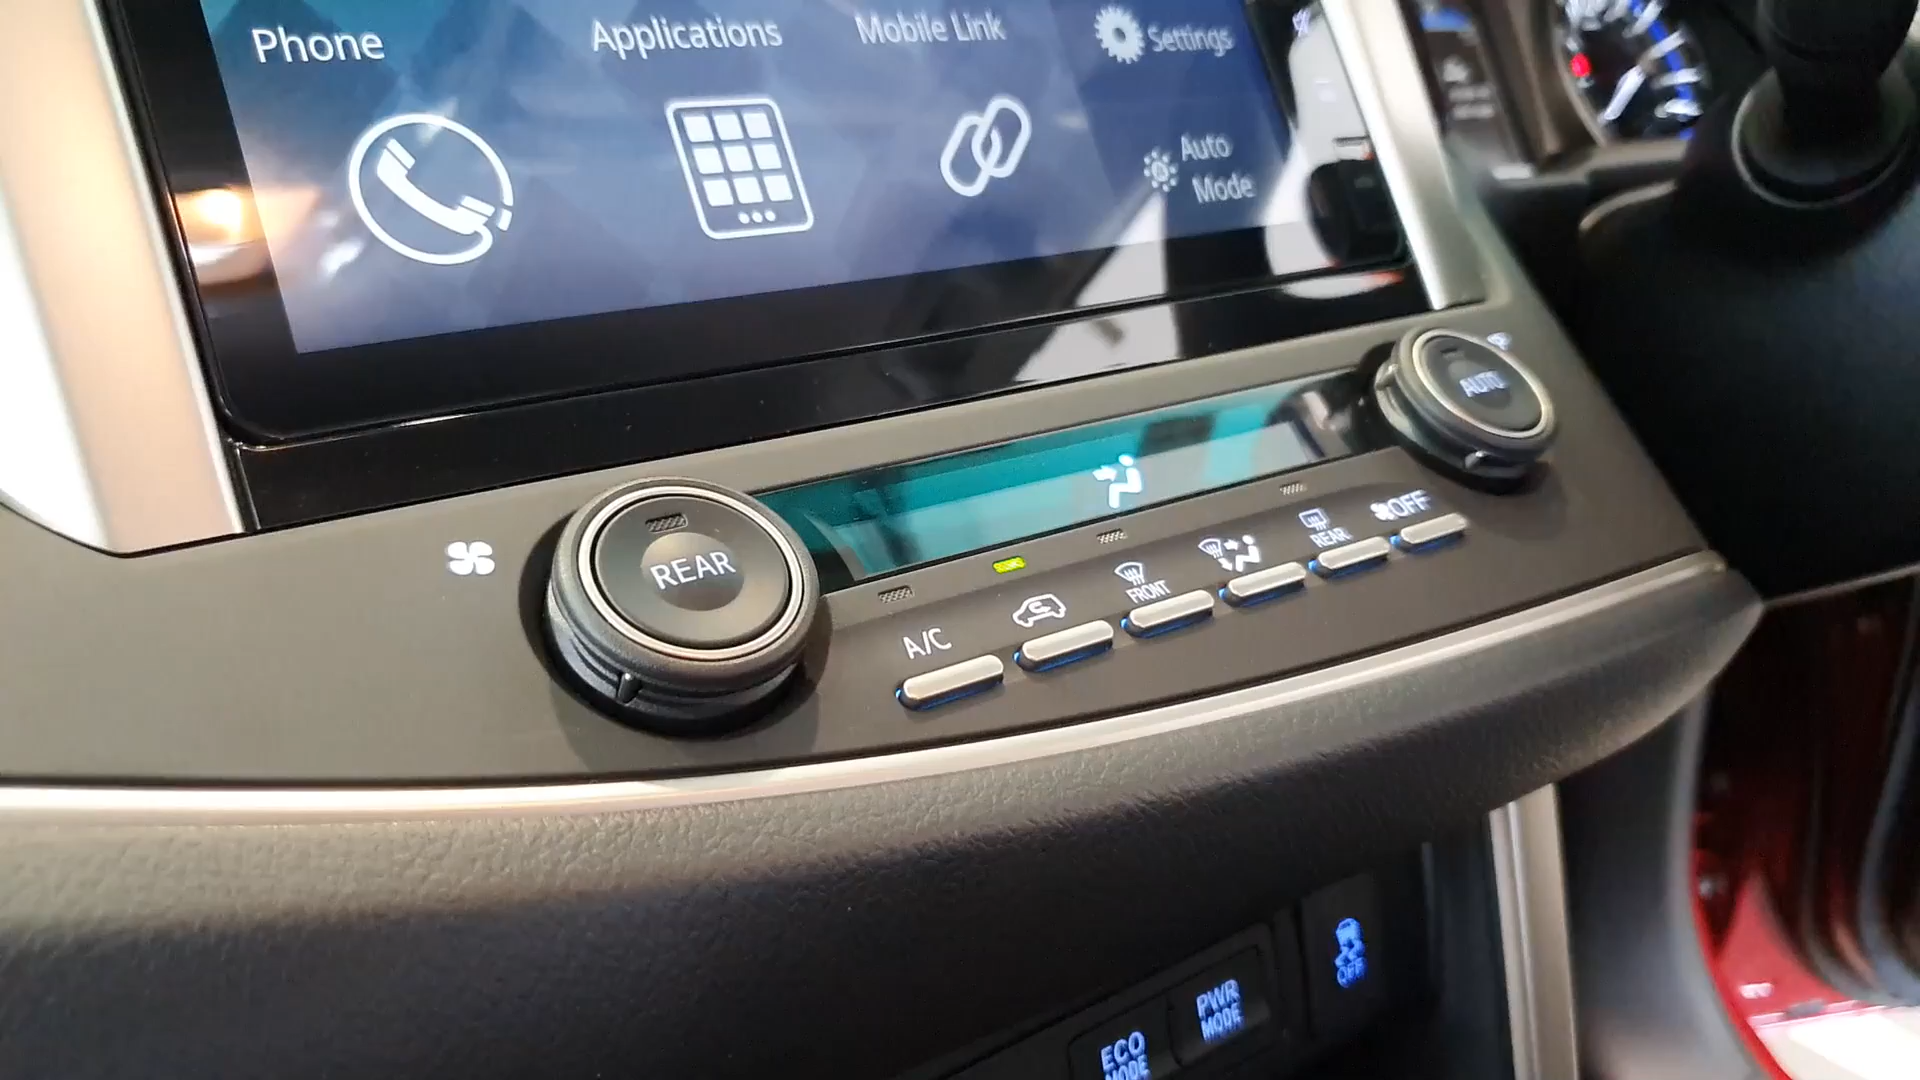 Phone
Applications
Mobile Link
Settings
Auto
Mode
AUTO
REAR
A/C
FRONT
REAR
OFF
OFF
PWR
MODE
ECO
MODE